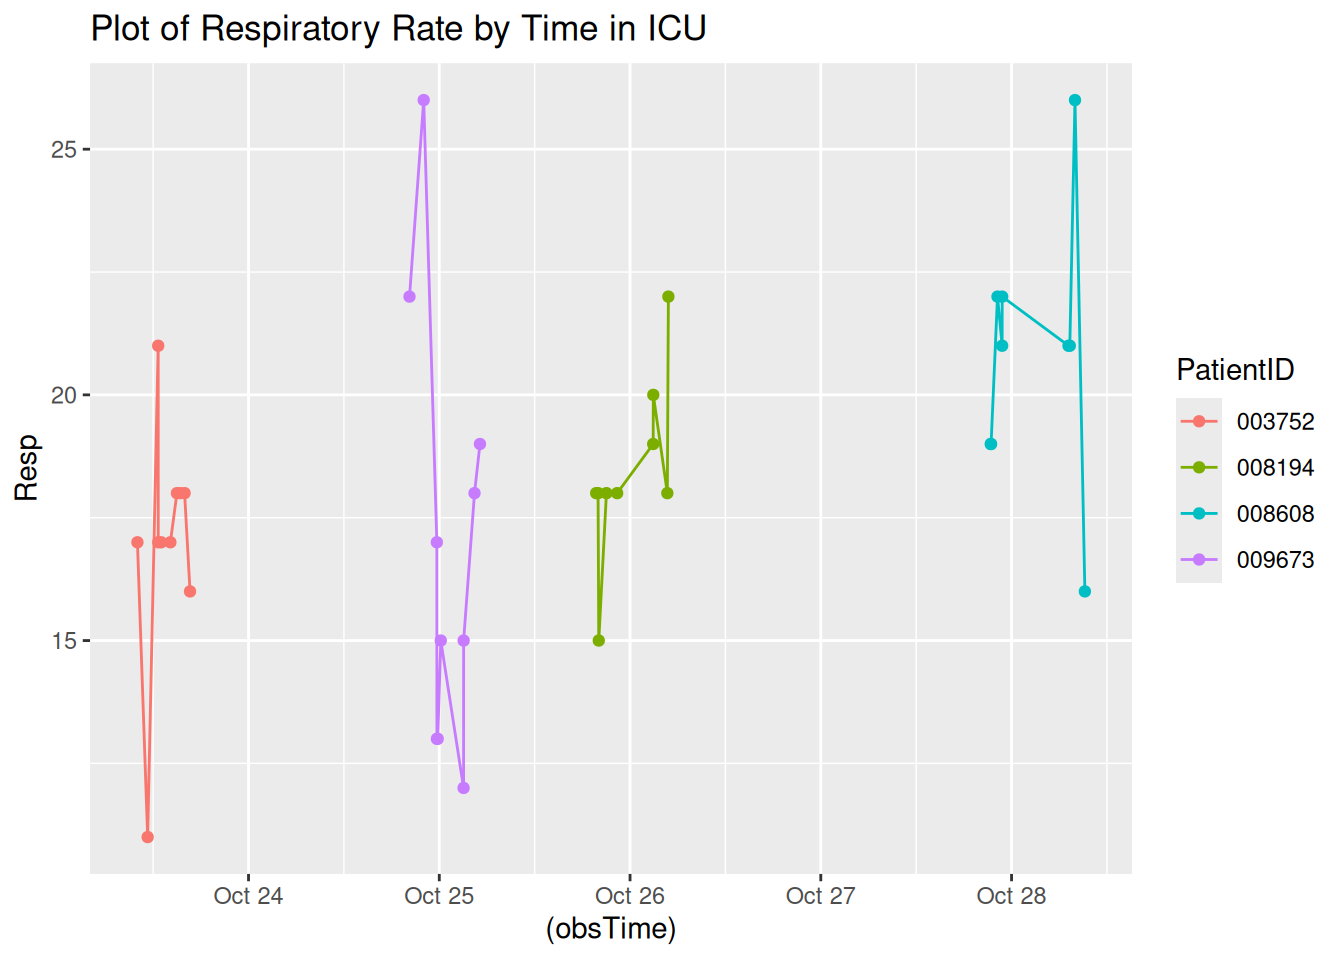 Plot of Respiratory Rate by Time in ICU
25
20
15
Resp
Oct 24 Oct 25 Oct 26 Oct 27 Oct 28
(obsTime)
PatientID
003752
008194
008608
009673